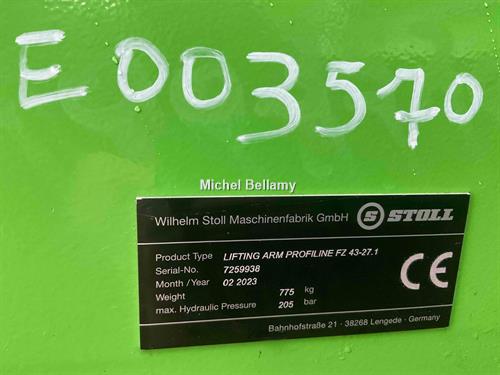 E003570
Michel Bellamy
Wilhelm Stoll Maschinenfabrik GmbH S STOLL
Product Type LIFTING ARM PROFILINE FZ 43-27.1
Serial-No. 7259938
Month / Year 02 2023
Weight 775 kg
max. Hydraulic Pressure 205 bar
CE
Bahnhofstraße 21 - 38268 Lengede - Germany